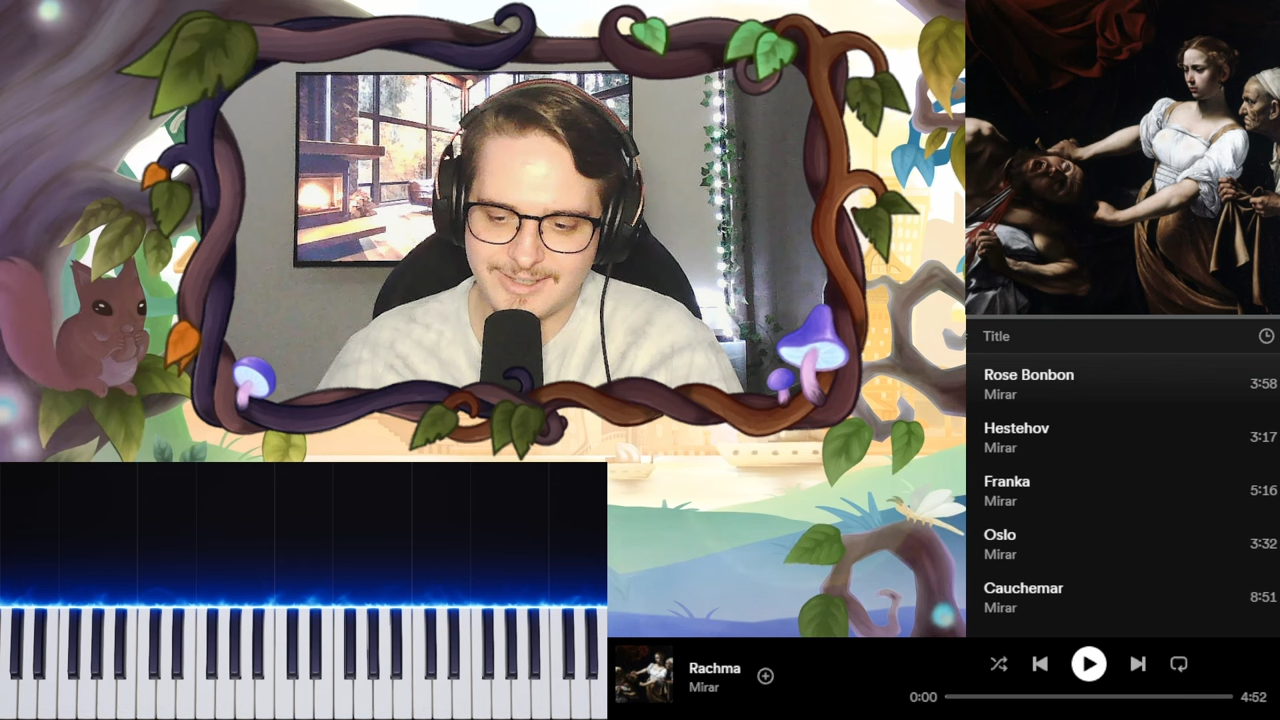 Title
Rose Bonbon
Mirar
3:58
Hestehov
Mirar
3:17
Franka
Mirar
5:16
Oslo
Mirar
3:32
Cauchemar
Mirar
8:51
Rachma
Mirar
0:00
4:52